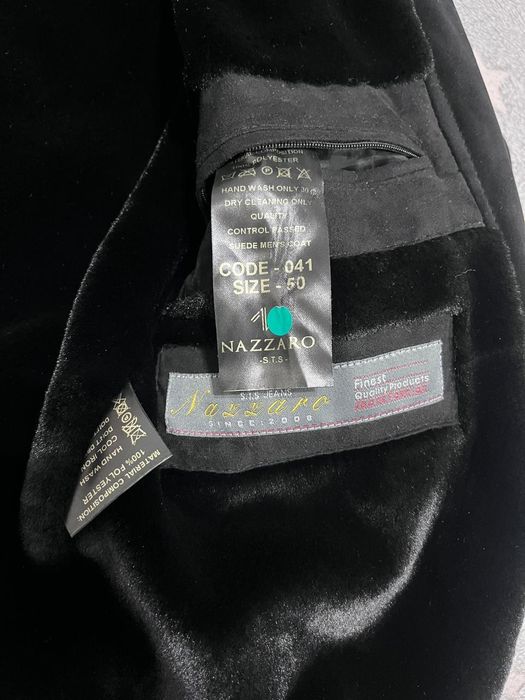 COMPOSITION
POLYESTER
HAND WASH ONLY 30
DRY CLEANING ONLY
QUALITY
CONTROL PASSED
SUEDE MEN'S COAT
CODE - 041
SIZE - 50
NAZZARO
-S.T.S-
S.T.S JEANS
Nazzaro
SINCE:2008
Finest
Quality Products
MATERIAL COMPOSITION
100% POLYESTER
HAND WASH
COOL IRON